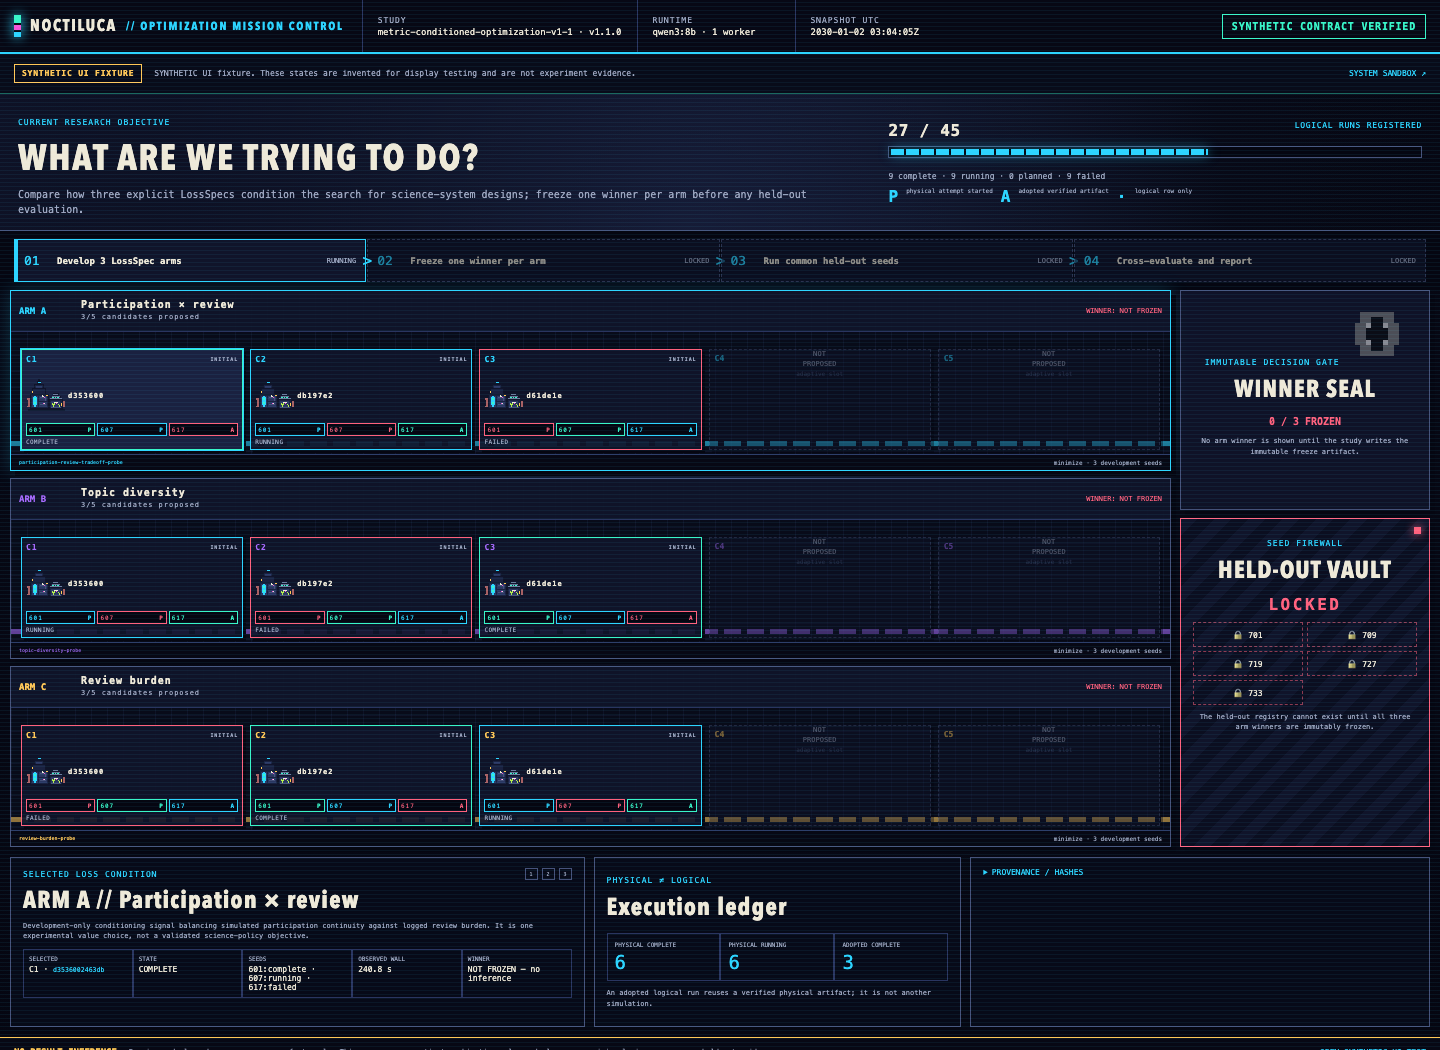 NOCTILUCA // OPTIMIZATION MISSION CONTROL
STUDY
metric-conditioned-optimization-v1-1 · v1.1.0
RUNTIME
qwen3:8b · 1 worker
SNAPSHOT UTC
2030-01-02 03:04:05Z
SYNTHETIC CONTRACT VERIFIED
SYNTHETIC UI FIXTURE
SYNTHETIC UI fixture. These states are invented for display testing and are not experiment evidence.
SYSTEM SANDBOX ↗
CURRENT RESEARCH OBJECTIVE
WHAT ARE WE TRYING TO DO?
Compare how three explicit LossSpecs condition the search for science-system designs; freeze one winner per arm before any held-out
evaluation.
27 / 45
LOGICAL RUNS REGISTERED
9 complete · 9 running · 0 planned · 9 failed
P physical attempt started A adopted verified artifact · logical row only
01 Develop 3 LossSpec arms RUNNING >
02 Freeze one winner per arm LOCKED >
03 Run common held-out seeds LOCKED >
04 Cross-evaluate and report LOCKED
ARM A
Participation × review
3/5 candidates proposed
WINNER: NOT FROZEN
C1 INITIAL
d353600
601 P 607 P 617 A
COMPLETE
C2 INITIAL
db197e2
601 P 607 P 617 A
RUNNING
C3 INITIAL
d61de1e
601 P 607 P 617 A
FAILED
C4
NOT
PROPOSED
adaptive slot
C5
NOT
PROPOSED
adaptive slot
participation-review-tradeoff-probe
minimize · 3 development seeds
ARM B
Topic diversity
3/5 candidates proposed
WINNER: NOT FROZEN
C1 INITIAL
d353600
601 P 607 P 617 A
RUNNING
C2 INITIAL
db197e2
601 P 607 P 617 A
FAILED
C3 INITIAL
d61de1e
601 P 607 P 617 A
COMPLETE
C4
NOT
PROPOSED
adaptive slot
C5
NOT
PROPOSED
adaptive slot
topic-diversity-probe
minimize · 3 development seeds
ARM C
Review burden
3/5 candidates proposed
WINNER: NOT FROZEN
C1 INITIAL
d353600
601 P 607 P 617 A
FAILED
C2 INITIAL
db197e2
601 P 607 P 617 A
COMPLETE
C3 INITIAL
d61de1e
601 P 607 P 617 A
RUNNING
C4
NOT
PROPOSED
adaptive slot
C5
NOT
PROPOSED
adaptive slot
review-burden-probe
minimize · 3 development seeds
IMMUTABLE DECISION GATE
WINNER SEAL
0 / 3 FROZEN
No arm winner is shown until the study writes the
immutable freeze artifact.
SEED FIREWALL
HELD-OUT VAULT
LOCKED
701
709
719
727
733
The held-out registry cannot exist until all three
arm winners are immutably frozen.
SELECTED LOSS CONDITION
1 2 3
ARM A // Participation × review
Development-only conditioning signal balancing simulated participation continuity against logged review burden. It is one
experimental value choice, not a validated science-policy objective.
SELECTED
C1 · d3536002463db
STATE
COMPLETE
SEEDS
601:complete ·
607:running ·
617:failed
OBSERVED WALL
240.8 s
WINNER
NOT FROZEN — no
inference
PHYSICAL ≠ LOGICAL
Execution ledger
PHYSICAL COMPLETE
6
PHYSICAL RUNNING
6
ADOPTED COMPLETE
3
An adopted logical run reuses a verified physical artifact; it is not another
simulation.
▶ PROVENANCE / HASHES